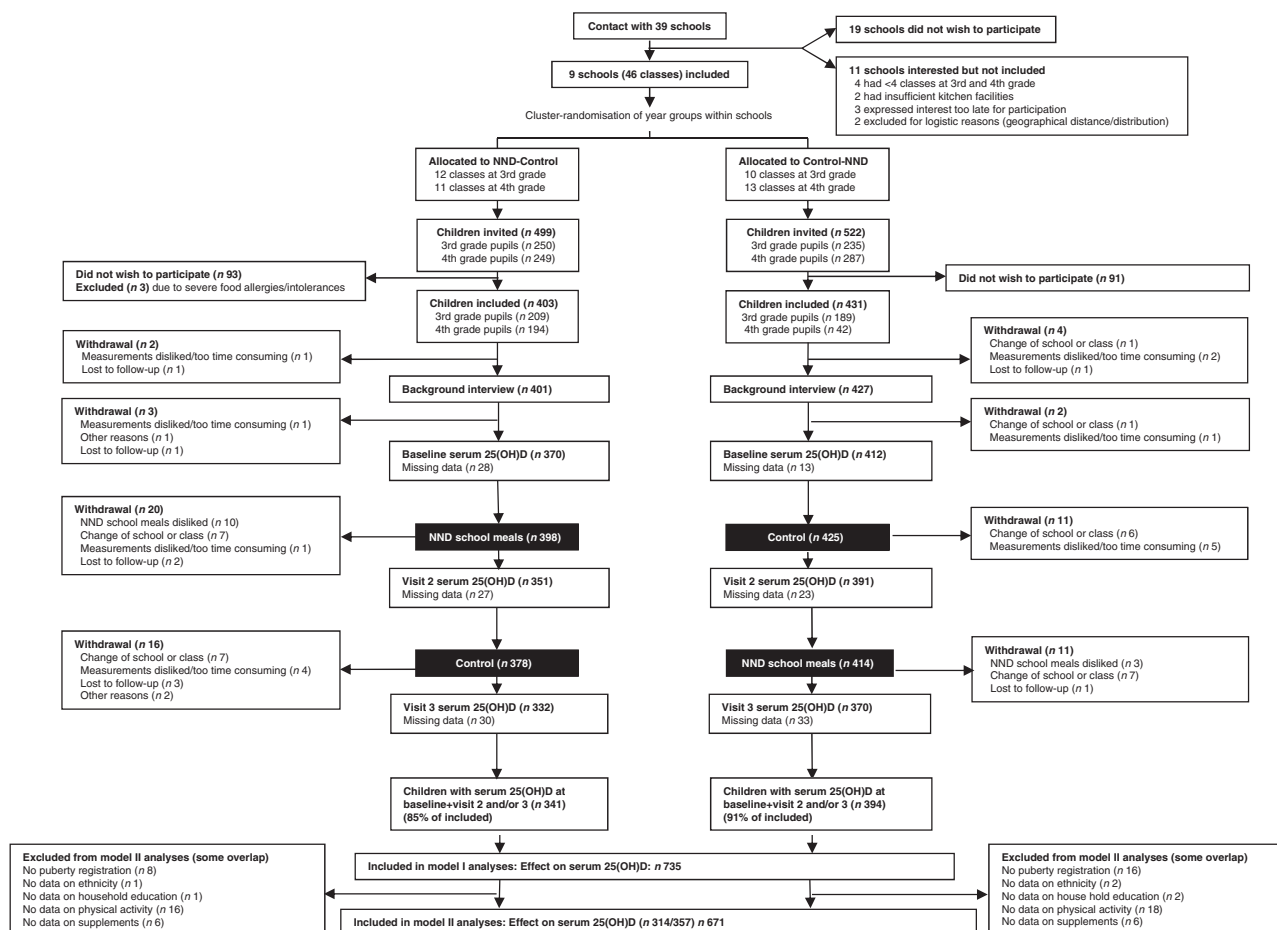 Contact with 39 schools
19 schools did not wish to participate
9 schools (46 classes) included
11 schools interested but not included
4 had <4 classes at 3rd and 4th grade
2 had insufficient kitchen facilities
3 expressed interest too late for participation
2 excluded for logistic reasons (geographical distance/distribution)
Cluster-randomisation of year groups within schools
Allocated to NND-Control
12 classes at 3rd grade
11 classes at 4th grade
Allocated to Control-NND
10 classes at 3rd grade
13 classes at 4th grade
Children invited (n 499)
3rd grade pupils (n 250)
4th grade pupils (n 249)
Children invited (n 522)
3rd grade pupils (n 235)
4th grade pupils (n 287)
Did not wish to participate (n 93)
Excluded (n 3) due to severe food allergies/intolerances
Did not wish to participate (n 91)
Children included (n 403)
3rd grade pupils (n 209)
4th grade pupils (n 194)
Children included (n 431)
3rd grade pupils (n 189)
4th grade pupils (n 42)
Withdrawal (n 2)
Measurements disliked/too time consuming (n 1)
Lost to follow-up (n 1)
Withdrawal (n 4)
Change of school or class (n 1)
Measurements disliked/too time consuming (n 2)
Lost to follow-up (n 1)
Background interview (n 401)
Background interview (n 427)
Withdrawal (n 3)
Measurements disliked/too time consuming (n 1)
Other reasons (n 1)
Lost to follow-up (n 1)
Withdrawal (n 2)
Change of school or class (n 1)
Measurements disliked/too time consuming (n 1)
Baseline serum 25(OH)D (n 370)
Missing data (n 28)
Baseline serum 25(OH)D (n 412)
Missing data (n 13)
Withdrawal (n 20)
NND school meals disliked (n 10)
Change of school or class (n 7)
Measurements disliked/too time consuming (n 1)
Lost to follow-up (n 2)
NND school meals (n 398)
Control (n 425)
Withdrawal (n 11)
Change of school or class (n 6)
Measurements disliked/too time consuming (n 5)
Visit 2 serum 25(OH)D (n 351)
Missing data (n 27)
Visit 2 serum 25(OH)D (n 391)
Missing data (n 23)
Withdrawal (n 16)
Change of school or class (n 7)
Measurements disliked/too time consuming (n 4)
Lost to follow-up (n 3)
Other reasons (n 2)
Control (n 378)
NND school meals (n 414)
Withdrawal (n 11)
NND school meals disliked (n 3)
Change of school or class (n 7)
Lost to follow-up (n 1)
Visit 3 serum 25(OH)D (n 332)
Missing data (n 30)
Visit 3 serum 25(OH)D (n 370)
Missing data (n 33)
Children with serum 25(OH)D at
baseline+visit 2 and/or 3 (n 341)
(85% of included)
Children with serum 25(OH)D at
baseline+visit 2 and/or 3 (n 394)
(91% of included)
Excluded from model II analyses (some overlap)
No puberty registration (n 8)
No data on ethnicity (n 1)
No data on household education (n 1)
No data on physical activity (n 16)
No data on supplements (n 6)
Included in model I analyses: Effect on serum 25(OH)D: n 735
Excluded from model II analyses (some overlap)
No puberty registration (n 16)
No data on ethnicity (n 2)
No data on house hold education (n 2)
No data on physical activity (n 18)
No data on supplements (n 6)
Included in model II analyses: Effect on serum 25(OH)D (n 314/357) n 671